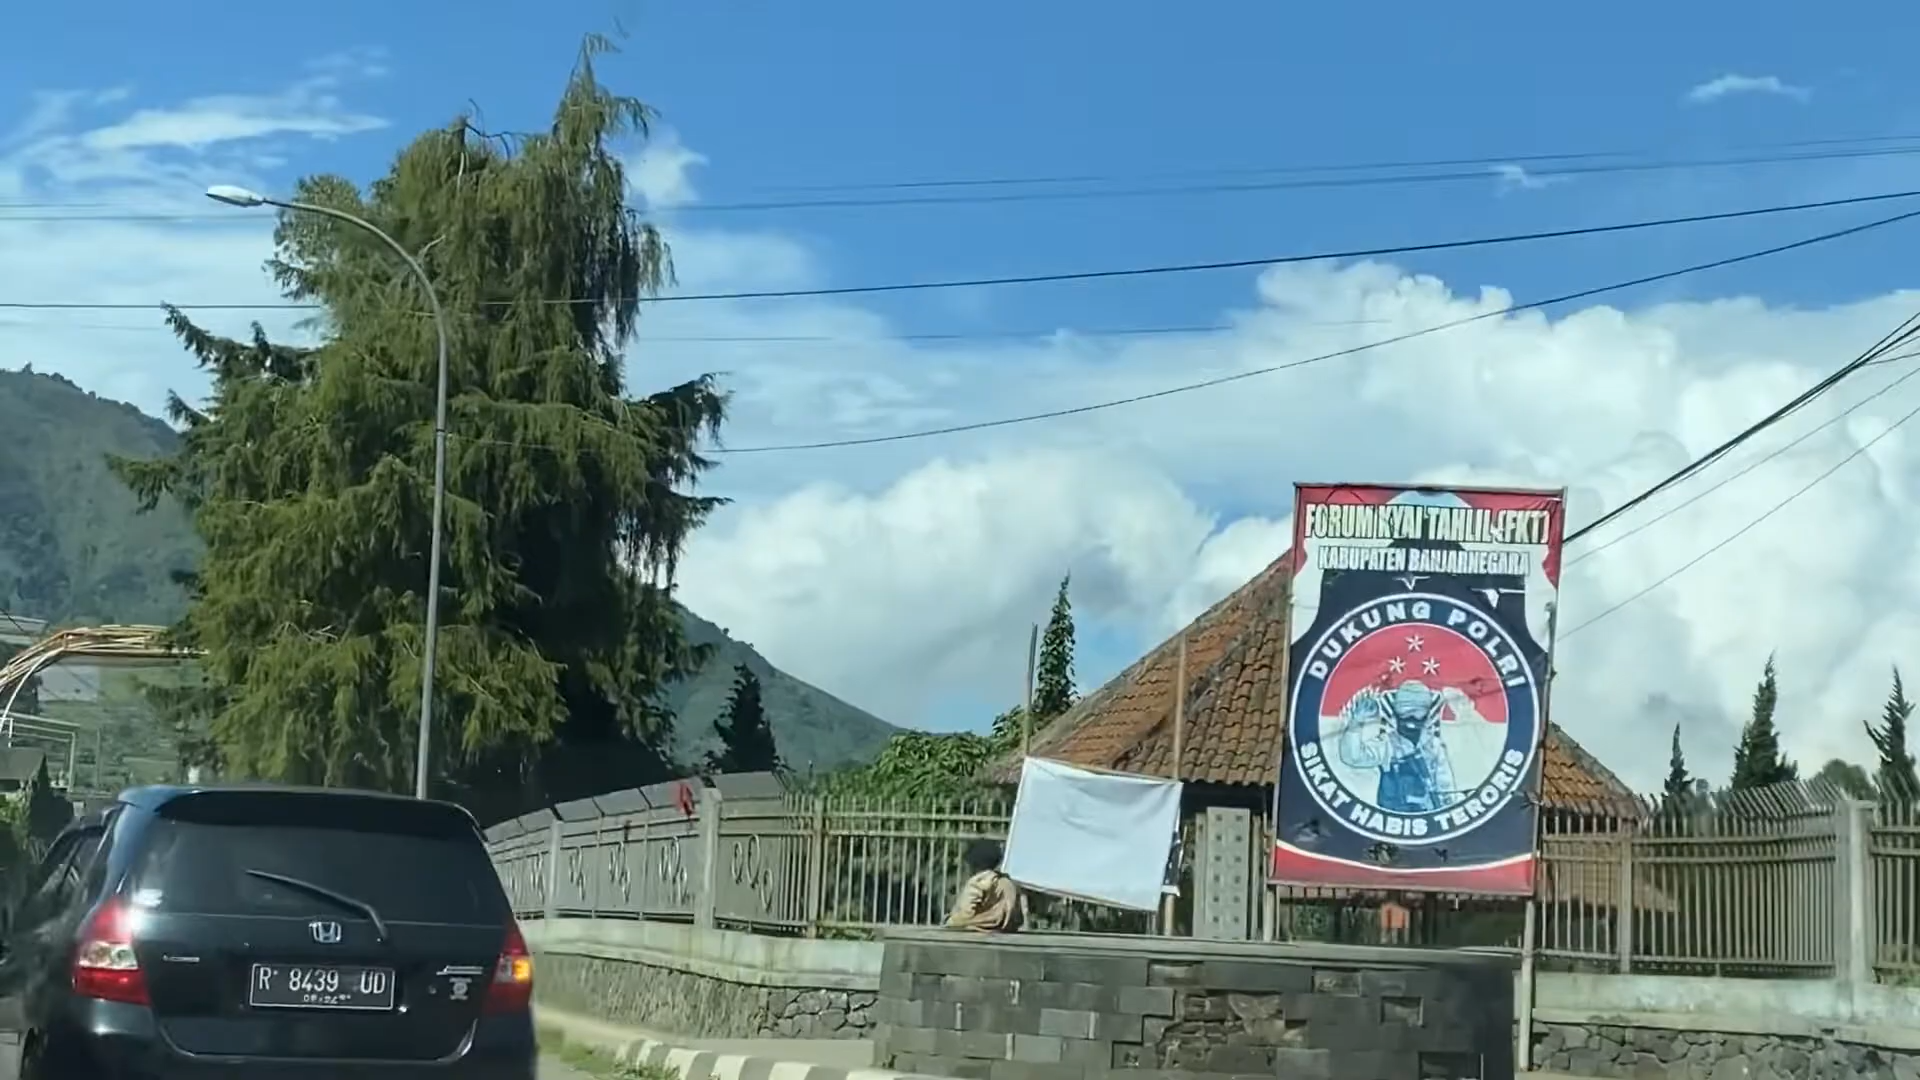 FORUM KYAI TAHLIL (FKT)
KABUPATEN BANJARNEGARA
DUKUNG POLRI
SIKAT HABIS TERORIS
R 8439 UD